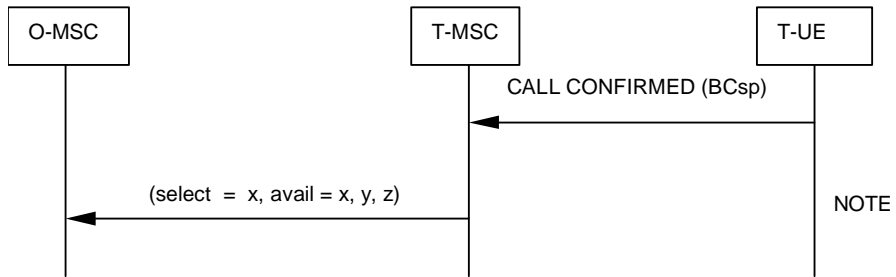 O-MSC
T-MSC
T-UE
CALL CONFIRMED (BCsp)
(select = x, avail = x, y, z)
NOTE